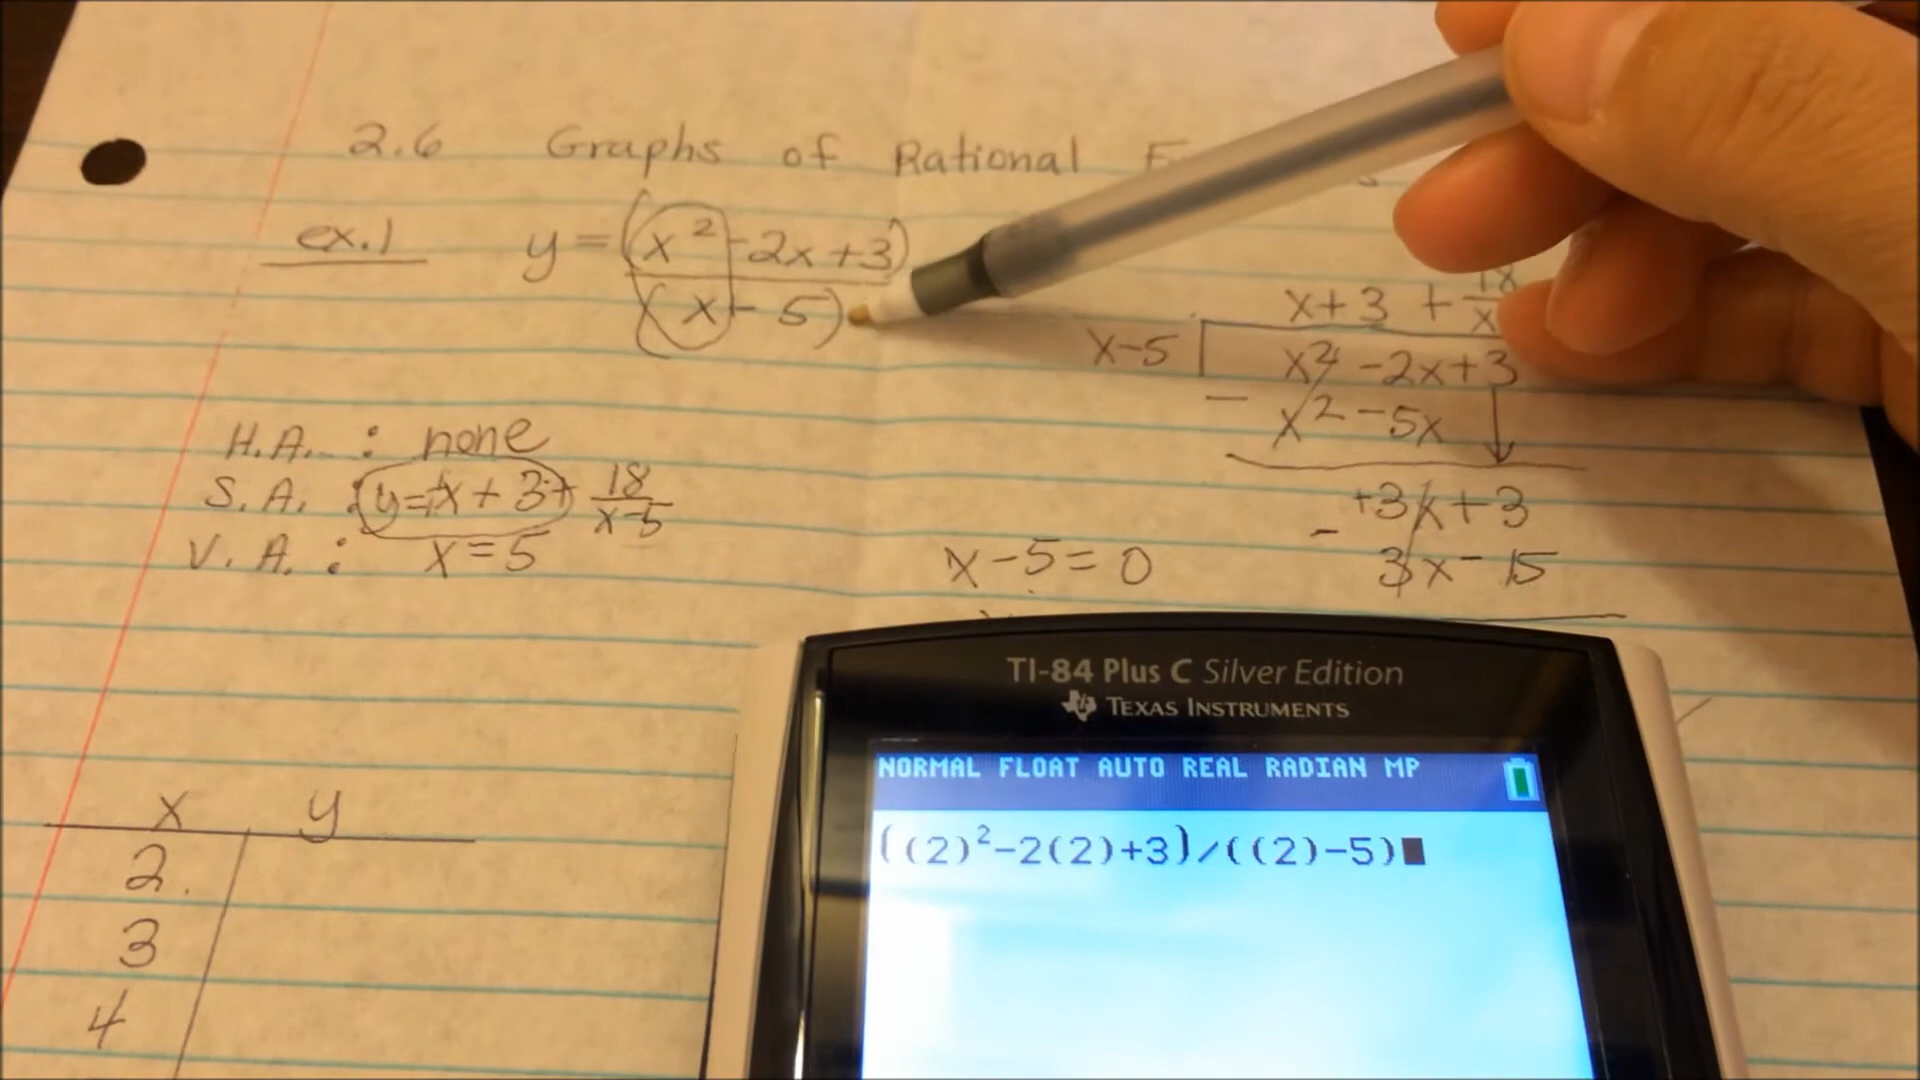 2.6 Graphs of Rational
ex.1 y = (x² - 2x + 3)
(x - 5)
x + 3 + 18
x
x-5 x² - 2x + 3
- x² - 5x
+3x + 3
- 3x - 15
H.A. : none
S.A. : y = x + 3 + 18
x-5
V.A. : x = 5
x - 5 = 0
x y
2.
3
4
TI-84 Plus C Silver Edition
TEXAS INSTRUMENTS
NORMAL FLOAT AUTO REAL RADIAN MP
((2)²-2(2)+3)/((2)-5)